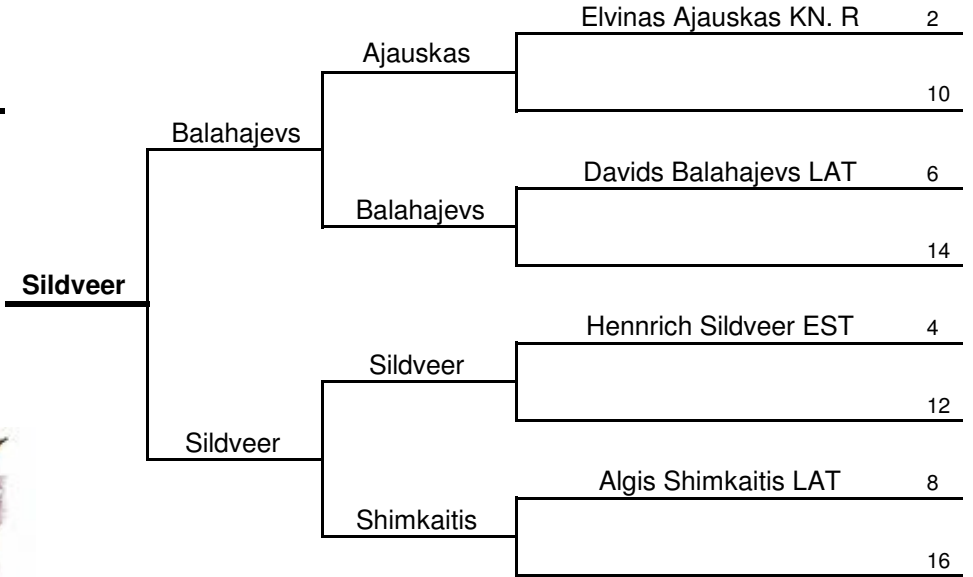 Elvinas Ajauskas KN. R 2
Ajauskas
10
Balahajevs
Davids Balahajevs LAT 6
Balahajevs
14
Sildveer
Hennrich Sildveer EST 4
Sildveer
12
Sildveer
Algis Shimkaitis LAT 8
Shimkaitis
16